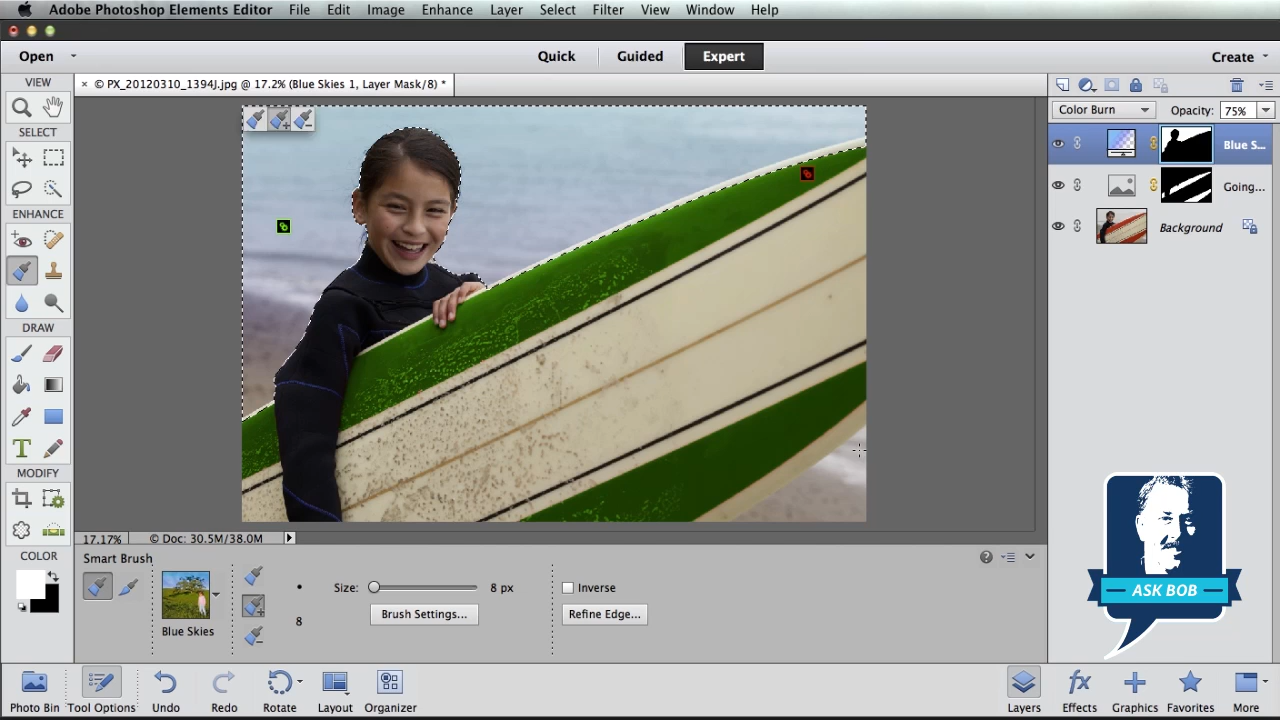 Adobe Photoshop Elements Editor File Edit Image Enhance Layer Select Filter View Window Help
Open Quick Guided Expert Create
VIEW
× © PX_20120310_1394J.jpg @ 17.2% (Blue Skies 1, Layer Mask/8) *
Color Burn Opacity: 75%
SELECT
Blue S...
Going...
ENHANCE
Background
DRAW
T
MODIFY
COLOR
17.17% © Doc: 30.5M/38.0M
Smart Brush
Size: 8 px Inverse
Brush Settings... Refine Edge...
8
Blue Skies
ASK BOB
fx
Photo Bin Tool Options Undo Redo Rotate Layout Organizer Layers Effects Graphics Favorites More